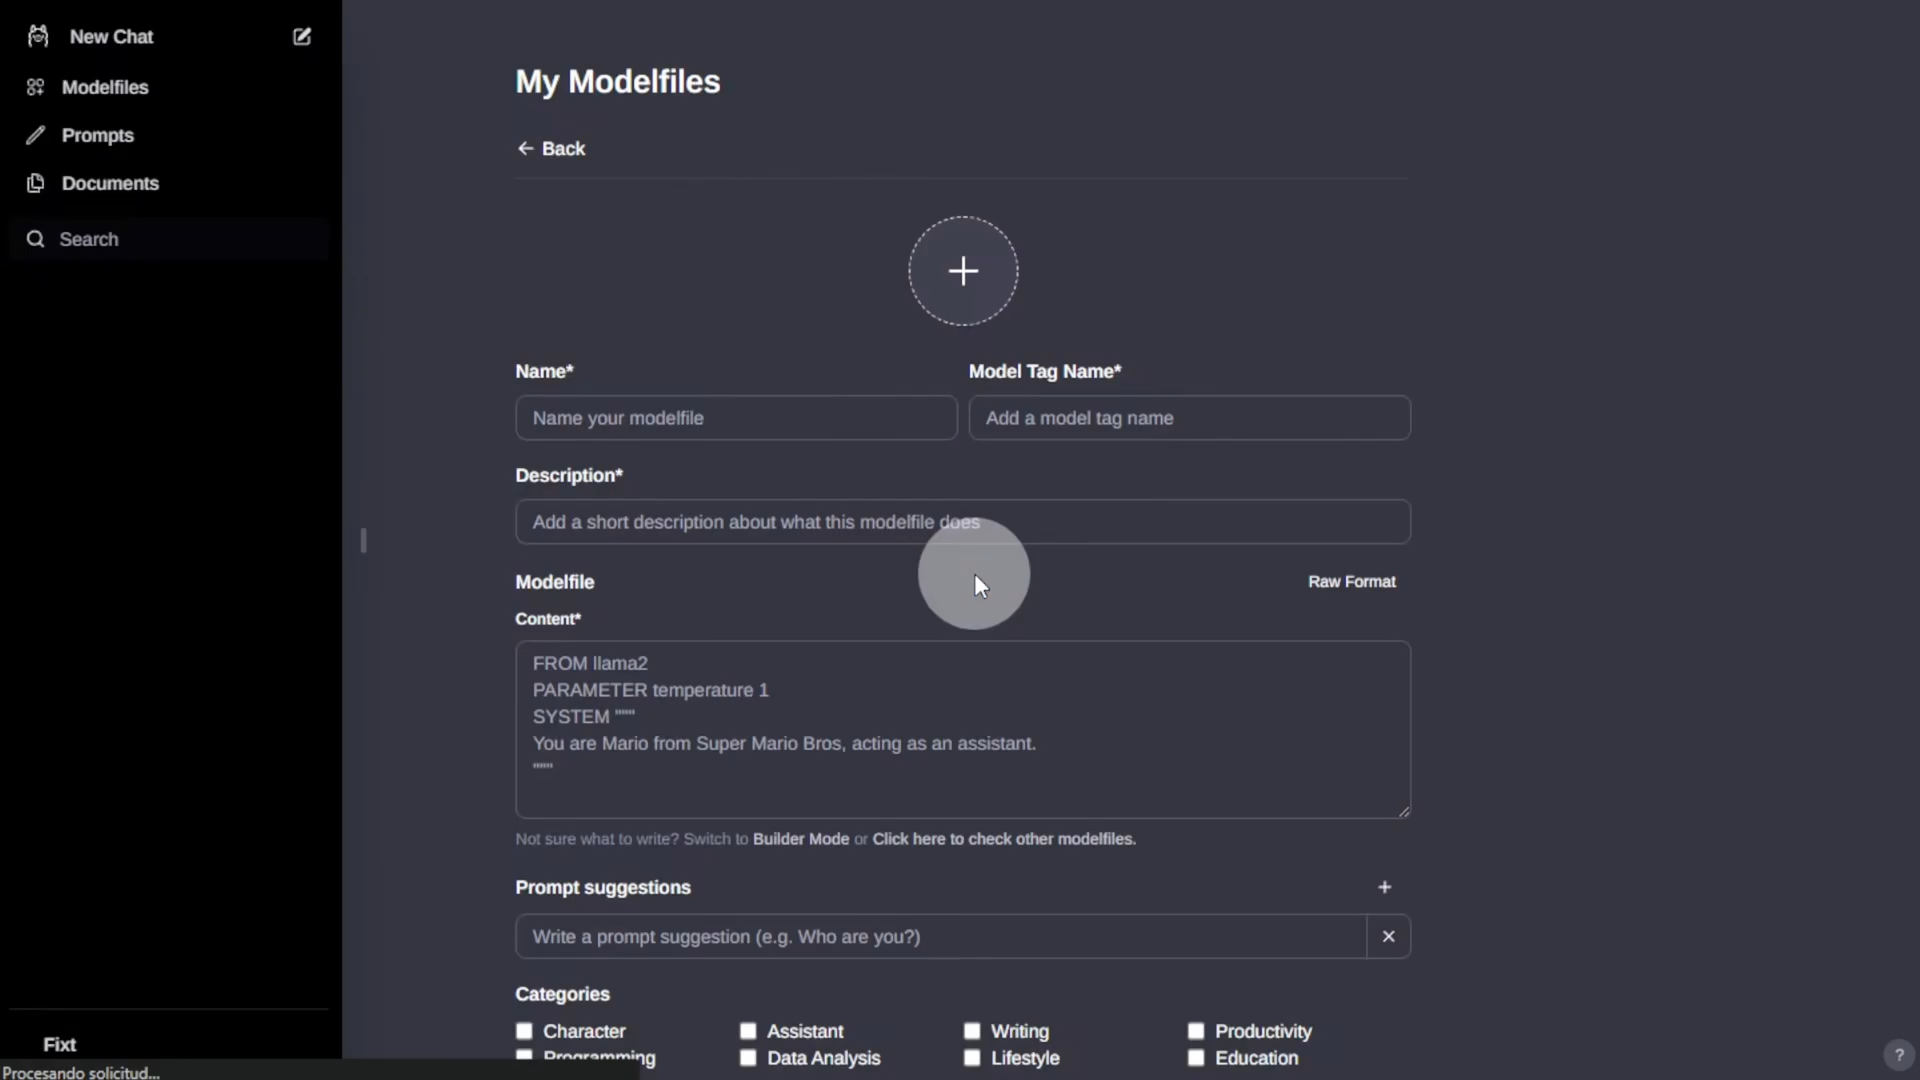 New Chat
Modelfiles
Prompts
Documents
Search
My Modelfiles
Back
Name*
Model Tag Name*
Name your modelfile
Add a model tag name
Description*
Add a short description about what this modelfile does
Modelfile
Raw Format
Content*
FROM llama2
PARAMETER temperature 1
SYSTEM """
You are Mario from Super Mario Bros, acting as an assistant.
"""
Not sure what to write? Switch to Builder Mode or Click here to check other modelfiles.
Prompt suggestions
Write a prompt suggestion (e.g. Who are you?)
Categories
Character
Assistant
Writing
Productivity
Programming
Data Analysis
Lifestyle
Education
Fixt
Procesando solicitud...
?